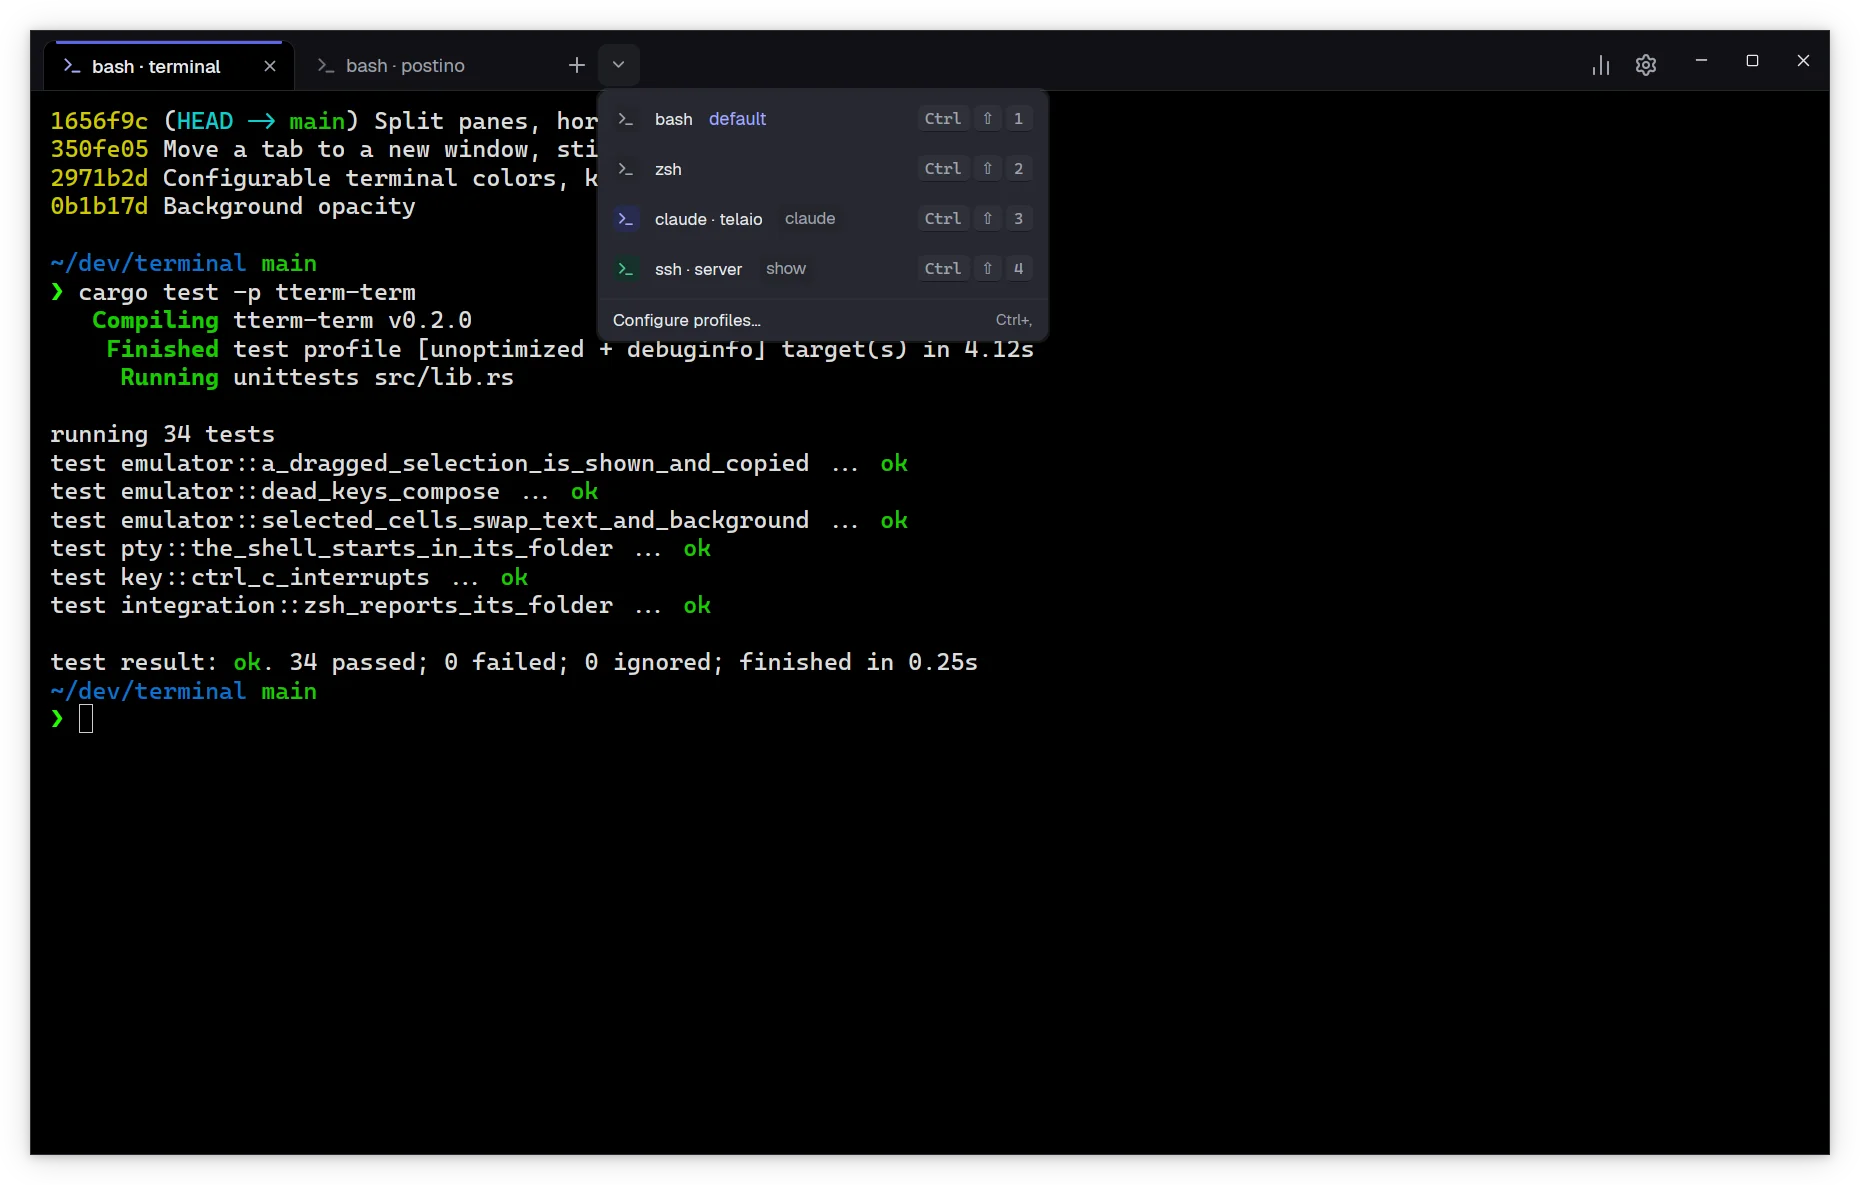 bash · terminal
bash · postino
1656f9c (HEAD -> main) Split panes, hor
350fe05 Move a tab to a new window, sti
2971b2d Configurable terminal colors, k
0b1b17d Background opacity
bash default Ctrl ⇧ 1
zsh Ctrl ⇧ 2
claude · telaio claude Ctrl ⇧ 3
ssh · server show Ctrl ⇧ 4
Configure profiles... Ctrl+,
~/dev/terminal main
❯ cargo test -p tterm-term
Compiling tterm-term v0.2.0
Finished test profile [unoptimized + debuginfo] target(s) in 4.12s
Running unittests src/lib.rs
running 34 tests
test emulator::a_dragged_selection_is_shown_and_copied ... ok
test emulator::dead_keys_compose ... ok
test emulator::selected_cells_swap_text_and_background ... ok
test pty::the_shell_starts_in_its_folder ... ok
test key::ctrl_c_interrupts ... ok
test integration::zsh_reports_its_folder ... ok
test result: ok. 34 passed; 0 failed; 0 ignored; finished in 0.25s
~/dev/terminal main
❯